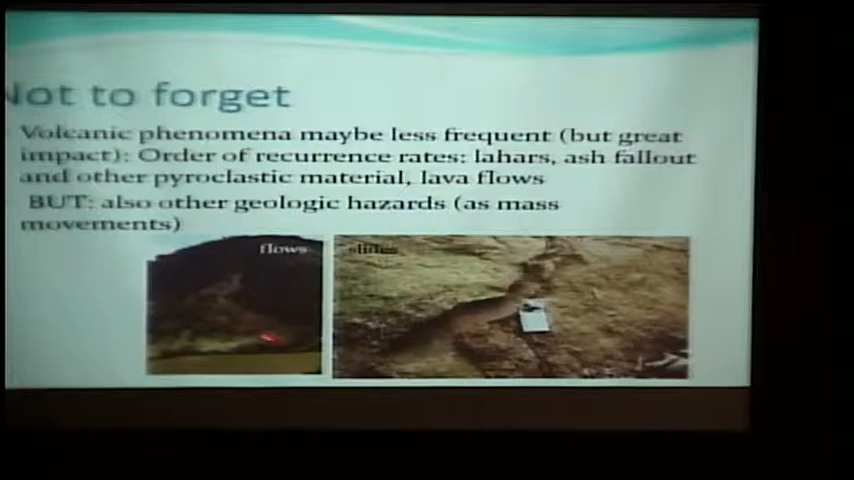 Not to forget
Volcanic phenomena maybe less frequent (but great
impact): Order of recurrence rates: lahars, ash fallout
and other pyroclastic material, lava flows
BUT: also other geologic hazards (as mass
movements)
flows
slides